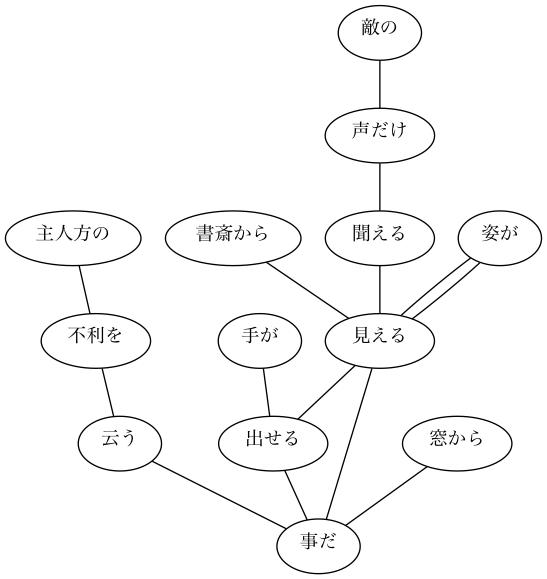 敵の
声だけ
主人方の
書斎から
聞える
姿が
不利を
手が
見える
云う
出せる
窓から
事だ